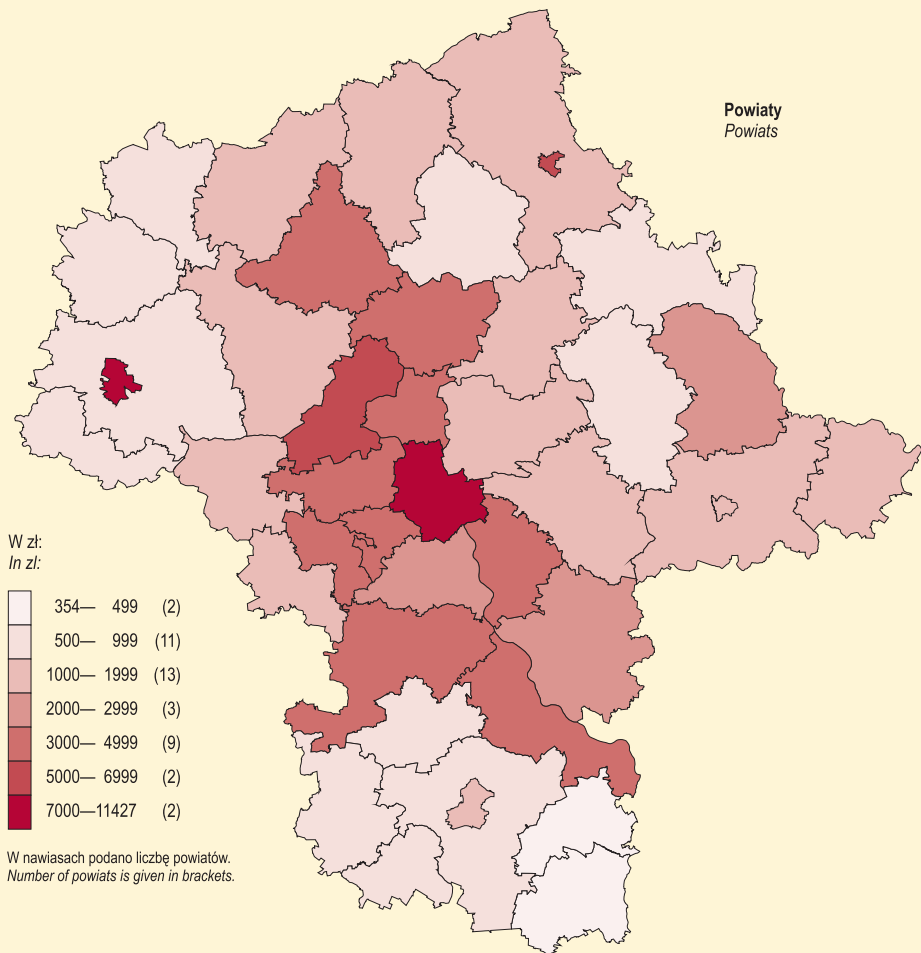 Powiaty
Powiats
W zł:
In zl:
354— 499 (2)
500— 999 (11)
1000— 1999 (13)
2000— 2999 (3)
3000— 4999 (9)
5000— 6999 (2)
7000—11427 (2)
W nawiasach podano liczbę powiatów.
Number of powiats is given in brackets.